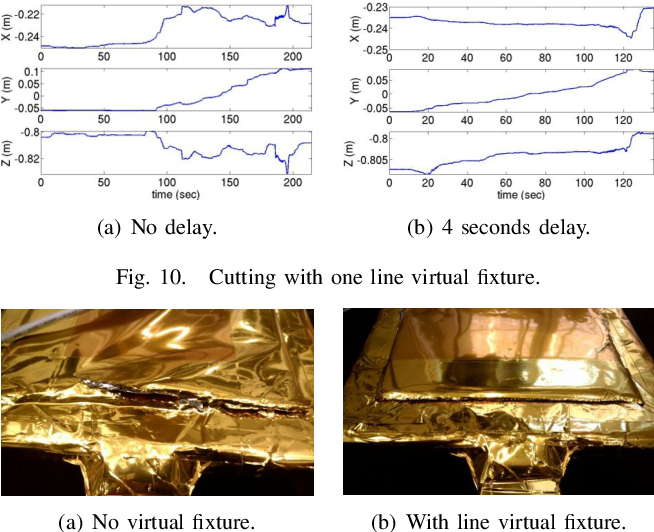 X (m)
-0.22
-0.24
0 50 100 150 200
Y (m)
0.1
0.05
0
-0.05
0 50 100 150 200
Z (m)
-0.8
-0.82
0 50 100 150 200
time (sec)
(a) No delay.
X (m)
-0.23
-0.24
-0.25
0 20 40 60 80 100 120
Y (m)
0.05
0
-0.05
0 20 40 60 80 100 120
Z (m)
-0.8
-0.805
0 20 40 60 80 100 120
time (sec)
(b) 4 seconds delay.
Fig. 10. Cutting with one line virtual fixture.
(a) No virtual fixture.
(b) With line virtual fixture.